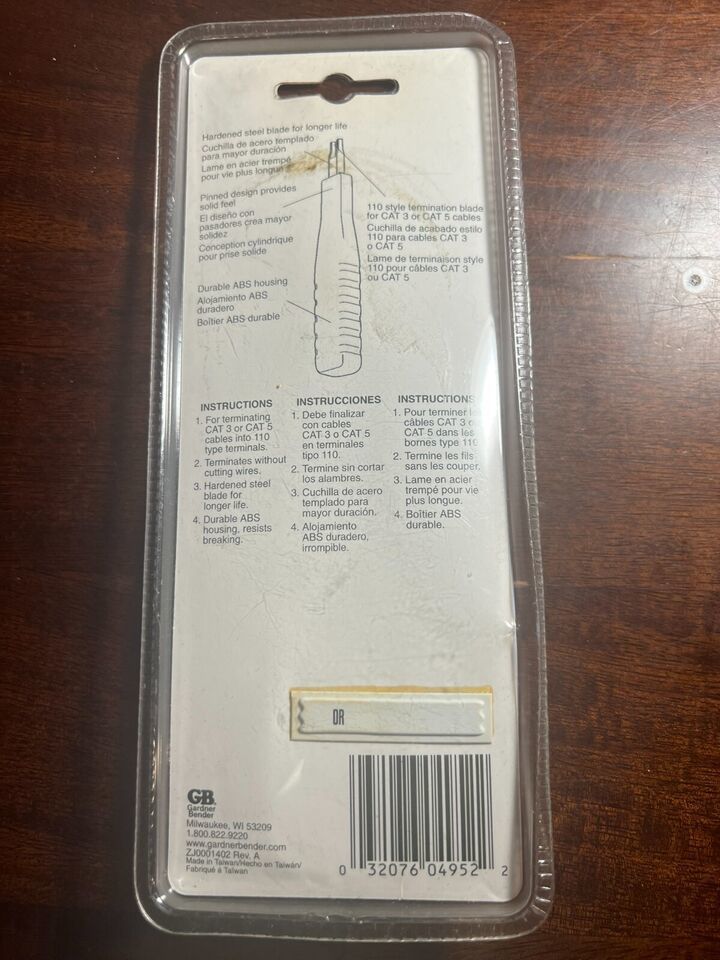 Hardened steel blade for longer life
Cuchilla de acero templado
para mayor duración
Lame en acier trempé
pour vie plus longue
Pinned design provides
solid feel
El diseño con
pasadores crea mayor
solidez
Conception cylindrique
pour prise solide
Durable ABS housing
Alojamiento ABS
duradero
Boîtier ABS durable
110 style termination blade
for CAT 3 or CAT 5 cables
Cuchilla de acabado estilo
110 para cables CAT 3
o CAT 5
Lame de terminaison style
110 pour câbles CAT 3
ou CAT 5
INSTRUCTIONS
1. For terminating
CAT 3 or CAT 5
cables into 110
type terminals.
2. Terminates without
cutting wires.
3. Hardened steel
blade for
longer life.
4. Durable ABS
housing, resists
breaking.
INSTRUCCIONES
1. Debe finalizar
con cables
CAT 3 o CAT 5
en terminales
tipo 110.
2. Termine sin cortar
los alambres.
3. Cuchilla de acero
templado para
mayor duración.
4. Alojamiento
ABS duradero,
irrompible.
INSTRUCTIONS
1. Pour terminer les
câbles CAT 3 o
CAT 5 dans les
bornes type 110
2. Termine les fils
sans les couper.
3. Lame en acier
trempé pour vie
plus longue.
4. Boîtier ABS
durable.
OR
GB
Gardner
Bender
Milwaukee, WI 53209
1.800.822.9220
www.gardnerbender.com
ZJ0001402 Rev. A
Made in Taiwan/Hecho en Taiwán/
Fabriqué à Taiwan
0 32076 04952 2